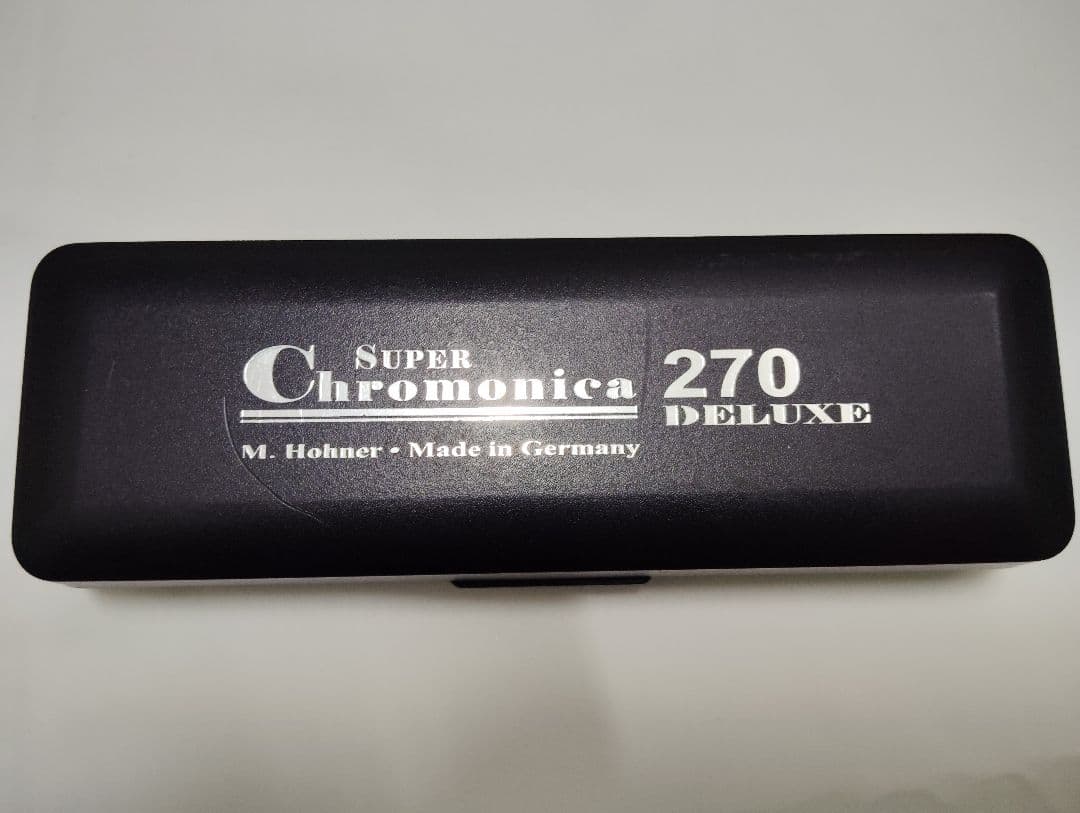 Super
Chromonica 270
DELUXE
M. Hohner • Made in Germany